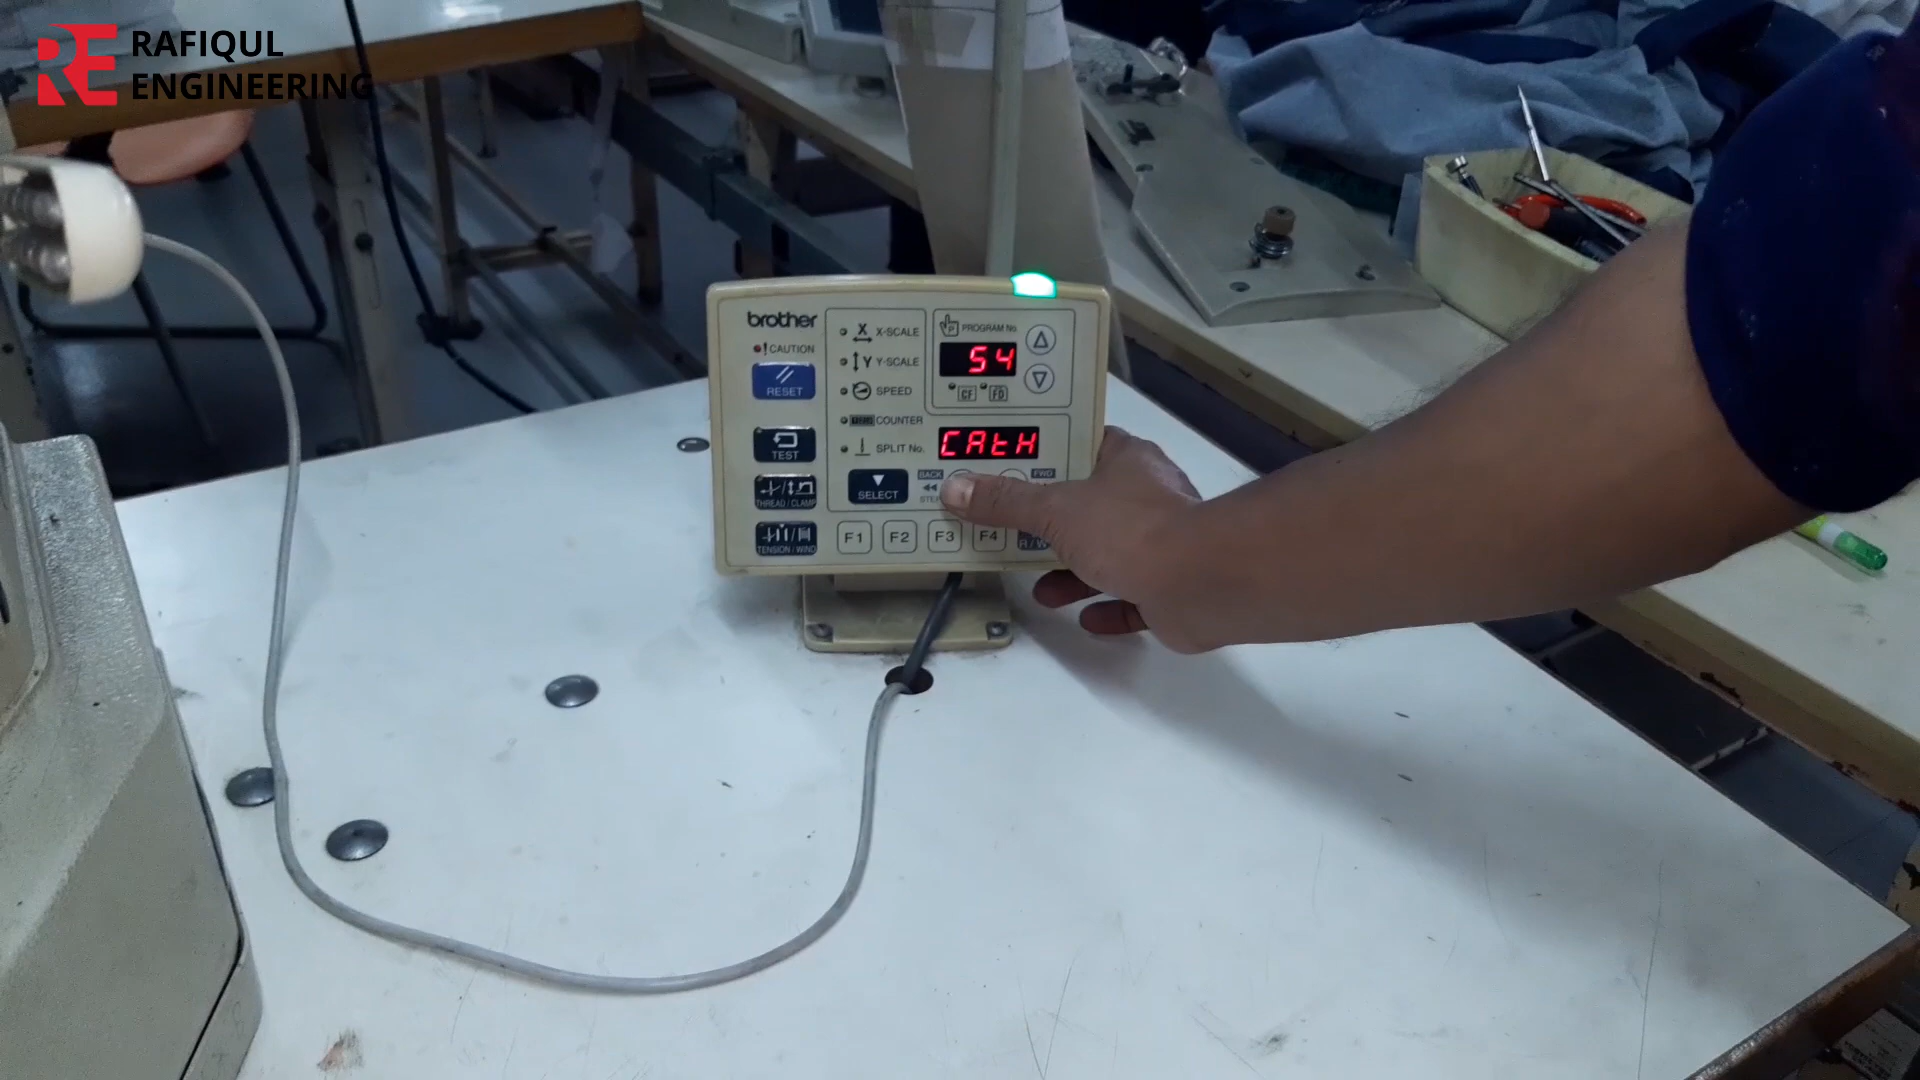 RAFIQUL
ENGINEERING
brother
CAUTION
RESET
TEST
THREAD / CLAMP
TENSION / WIND
X X-SCALE
Y Y-SCALE
SPEED
COUNTER
SPLIT No.
SELECT
P PROGRAM No.
54
CF FD
CAtH
BACK FWD
F1 F2 F3 F4